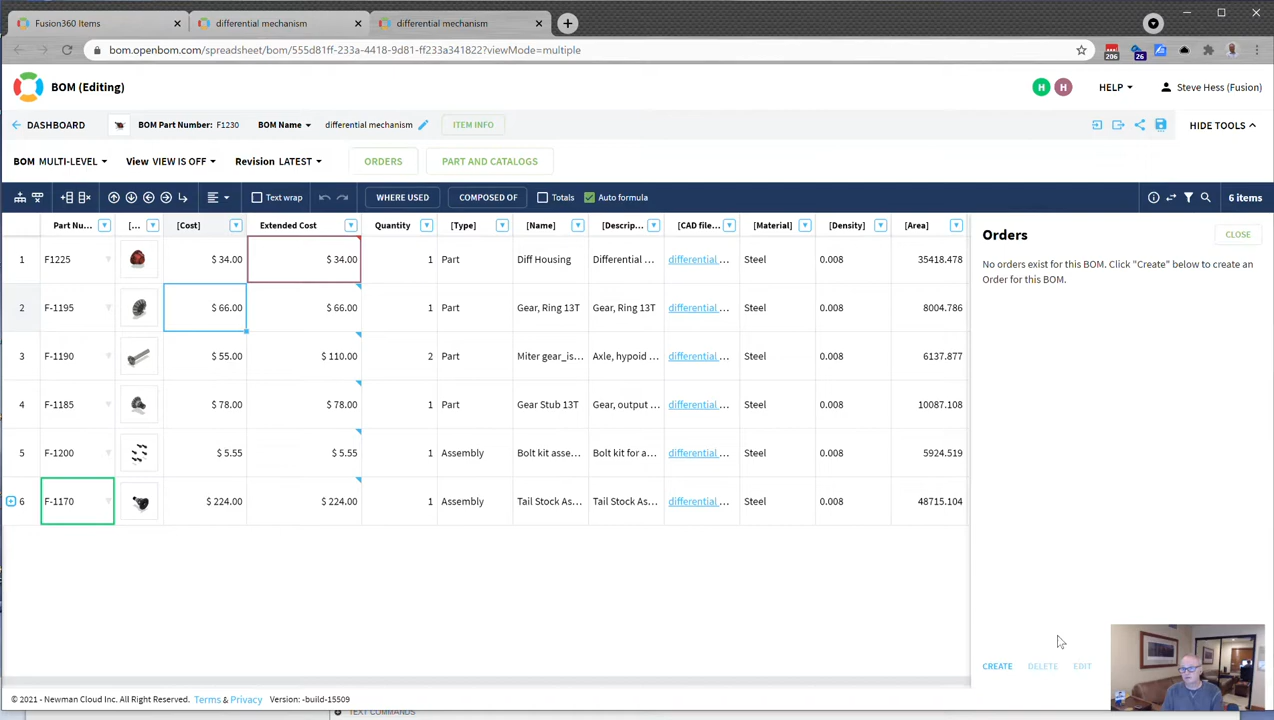 Fusion360 Items
differential mechanism
differential mechanism
bom.openbom.com/spreadsheet/bom/555d81ff-233a-4418-9d81-ff233a341822?viewMode=multiple
206
26
BOM (Editing)
H
H
HELP
Steve Hess (Fusion)
DASHBOARD
BOM Part Number: F1230
BOM Name
differential mechanism
ITEM INFO
HIDE TOOLS
BOM MULTI-LEVEL
View VIEW IS OFF
Revision LATEST
ORDERS
PART AND CATALOGS
Text wrap
WHERE USED
COMPOSED OF
Totals
Auto formula
6 items
Part Nu... [... [Cost] Extended Cost Quantity [Type] [Name] [Descrip... [CAD file... [Material] [Density] [Area]
1 F1225 $ 34.00 $ 34.00 Part Diff Housing Differential ... differential ... Steel 0.008 35418.478
2 F-1195 $ 66.00 $ 66.00 1 Part Gear, Ring 13T Gear, Ring 13T differential ... Steel 0.008 8004.786
3 F-1190 $ 55.00 $ 110.00 2 Part Miter gear_is... Axle, hypoid ... differential ... Steel 0.008 6137.877
4 F-1185 $ 78.00 $ 78.00 1 Part Gear Stub 13T Gear, output ... differential ... Steel 0.008 10087.108
5 F-1200 $ 5.55 $ 5.55 1 Assembly Bolt kit asse... Bolt kit for a... differential ... Steel 0.008 5924.519
6 F-1170 $ 224.00 $ 224.00 1 Assembly Tail Stock As... Tail Stock As... differential ... Steel 0.008 48715.104
Orders
CLOSE
No orders exist for this BOM. Click "Create" below to create an
Order for this BOM.
CREATE
DELETE
EDIT
© 2021 - Newman Cloud Inc. All Right Reserved. Terms & Privacy Version: -build-15509
TEXT COMMANDS